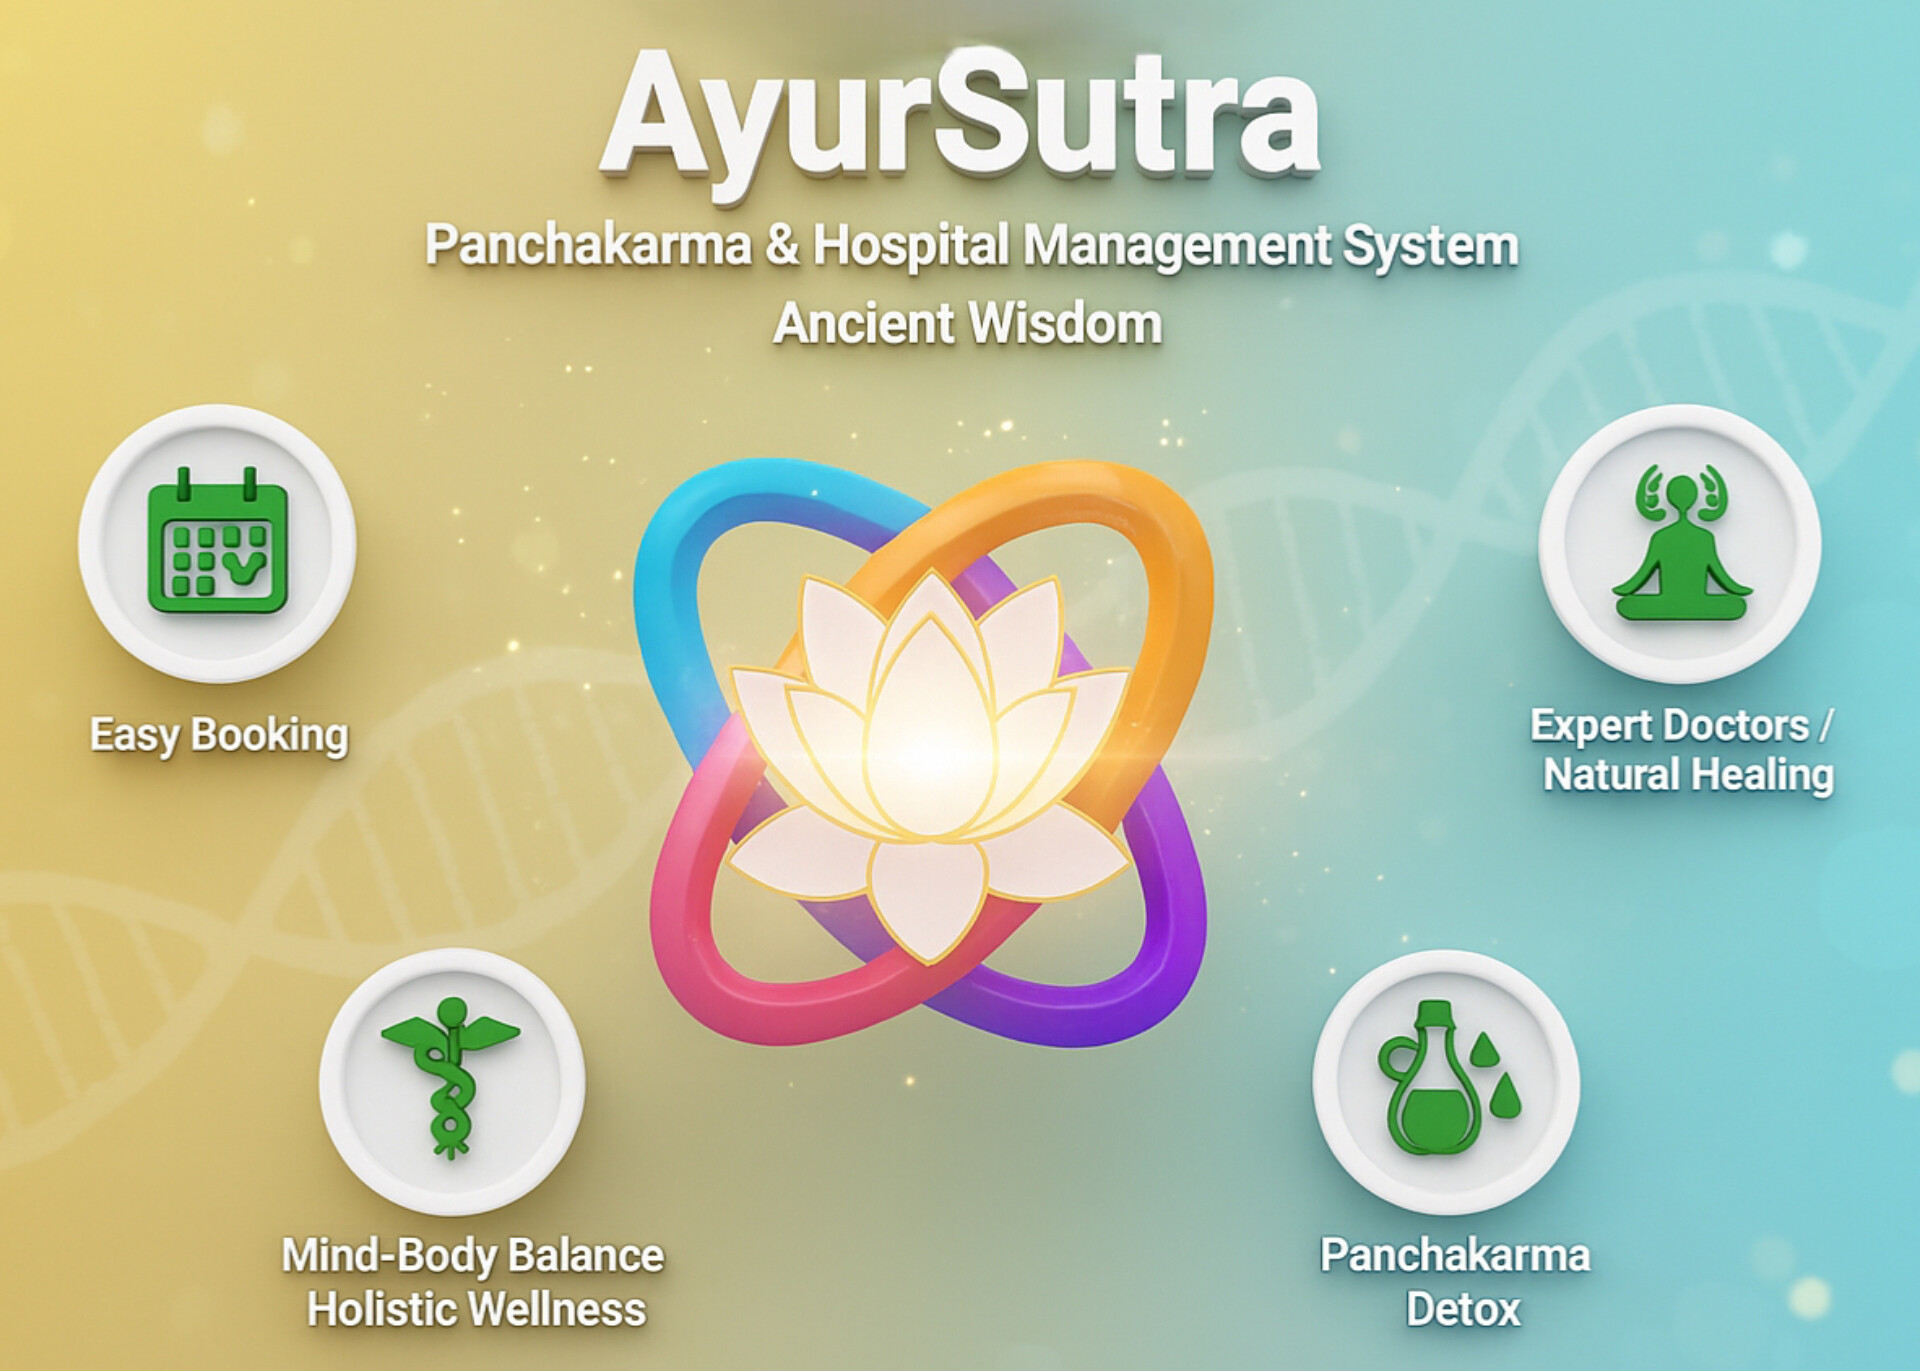 AyurSutra
Panchakarma & Hospital Management System
Ancient Wisdom
Easy Booking
Expert Doctors /
Natural Healing
Mind-Body Balance
Holistic Wellness
Panchakarma
Detox